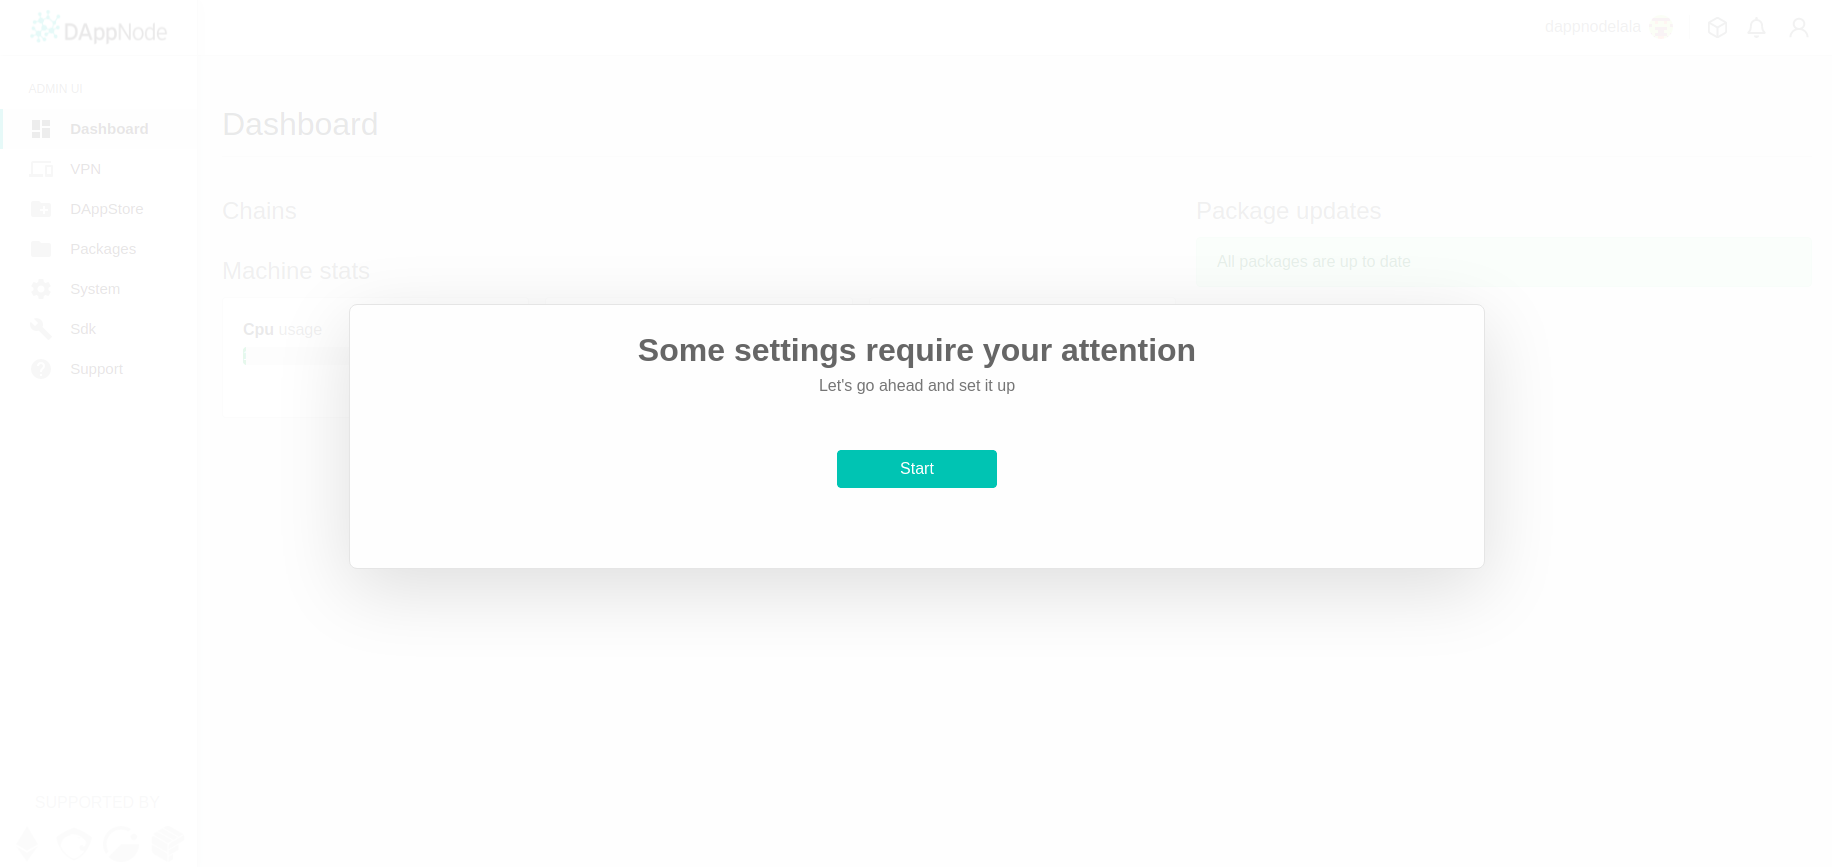 DAppNode
dappnodelala
ADMIN UI
Dashboard
VPN
DAppStore
Packages
System
Sdk
Support
SUPPORTED BY
Dashboard
Chains
Machine stats
Cpu usage
Package updates
All packages are up to date
Some settings require your attention
Let's go ahead and set it up
Start